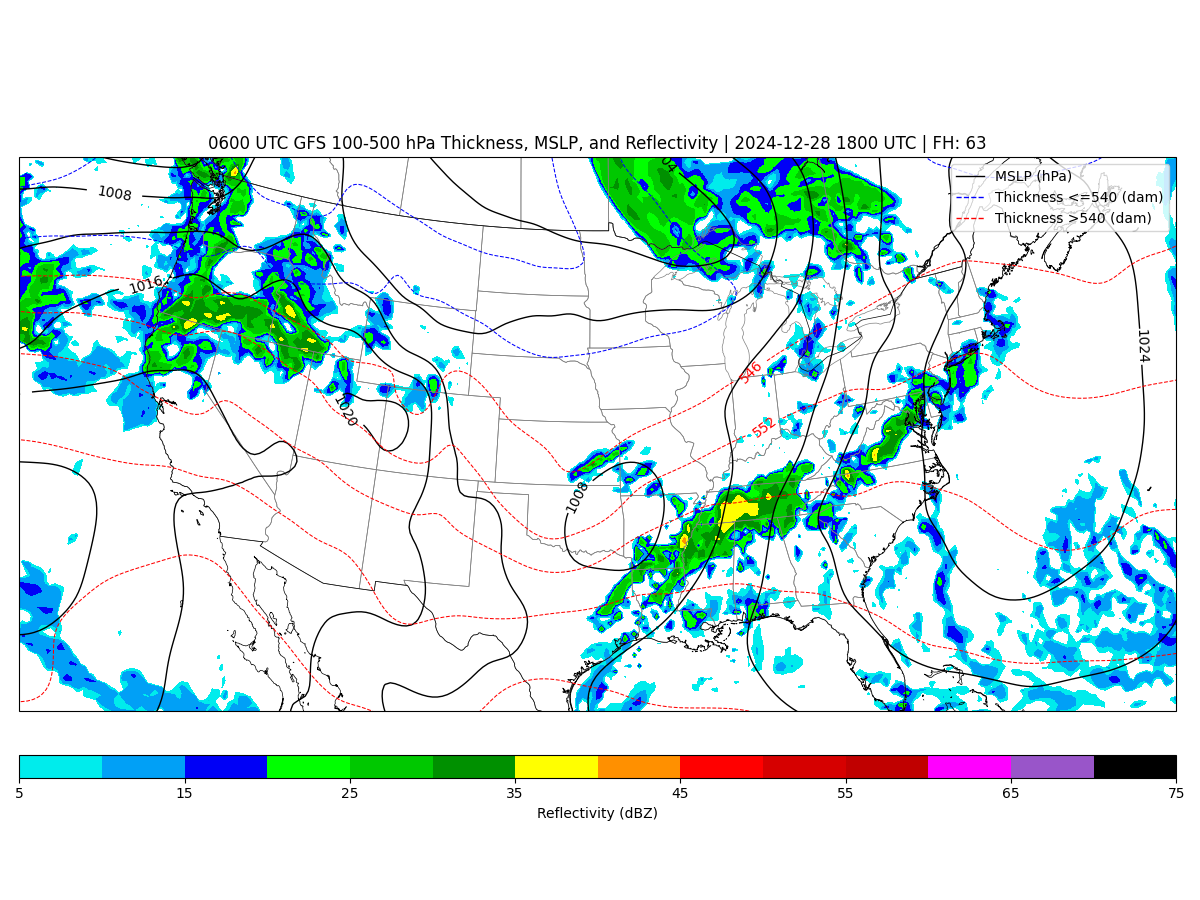 0600 UTC GFS 100-500 hPa Thickness, MSLP, and Reflectivity | 2024-12-28 1800 UTC | FH: 63
MSLP (hPa)
Thickness <=540 (dam)
Thickness >540 (dam)
1008
1016
1024
546
1020
552
1008
5 15 25 35 45 55 65 75
Reflectivity (dBZ)